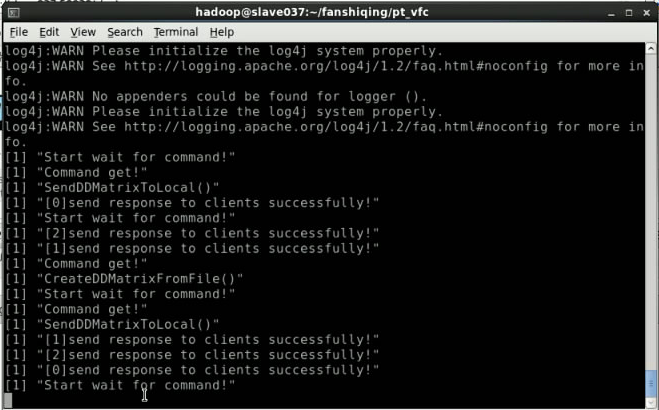 hadoop@slave037:~/fanshiqing/pt_vfc
File Edit View Search Terminal Help
log4j:WARN Please initialize the log4j system properly.
log4j:WARN See http://logging.apache.org/log4j/1.2/faq.html#noconfig for more in
fo.
log4j:WARN No appenders could be found for logger ().
log4j:WARN Please initialize the log4j system properly.
log4j:WARN See http://logging.apache.org/log4j/1.2/faq.html#noconfig for more in
fo.
[1] "Start wait for command!"
[1] "Command get!"
[1] "SendDDMatrixToLocal()"
[1] "[0]send response to clients successfully!"
[1] "Start wait for command!"
[1] "[2]send response to clients successfully!"
[1] "[1]send response to clients successfully!"
[1] "Command get!"
[1] "CreateDDMatrixFromFile()"
[1] "Start wait for command!"
[1] "Command get!"
[1] "SendDDMatrixToLocal()"
[1] "[1]send response to clients successfully!"
[1] "[2]send response to clients successfully!"
[1] "[0]send response to clients successfully!"
[1] "Start wait for command!"